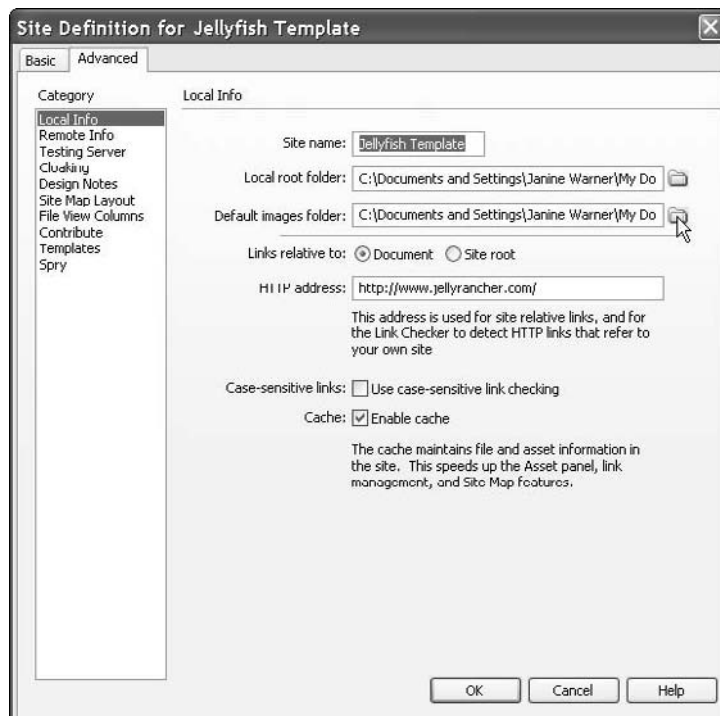 Site Definition for Jellyfish Template
Basic
Advanced
Category
Local Info
Remote Info
Testing Server
Cloaking
Design Notes
Site Map Layout
File View Columns
Contribute
Templates
Spry
Local Info
Site name: Jellyfish Template
Local root folder: C:\Documents and Settings\Janine Warner\My Do
Default images folder: C:\Documents and Settings\Janine Warner\My Do
Links relative to: Document Site root
HTTP address: http://www.jellyrancher.com/
This address is used for site relative links, and for
the Link Checker to detect HTTP links that refer to
your own site
Case-sensitive links: Use case-sensitive link checking
Cache: Enable cache
The cache maintains file and asset information in
the site. This speeds up the Asset panel, link
management, and Site Map features.
OK
Cancel
Help